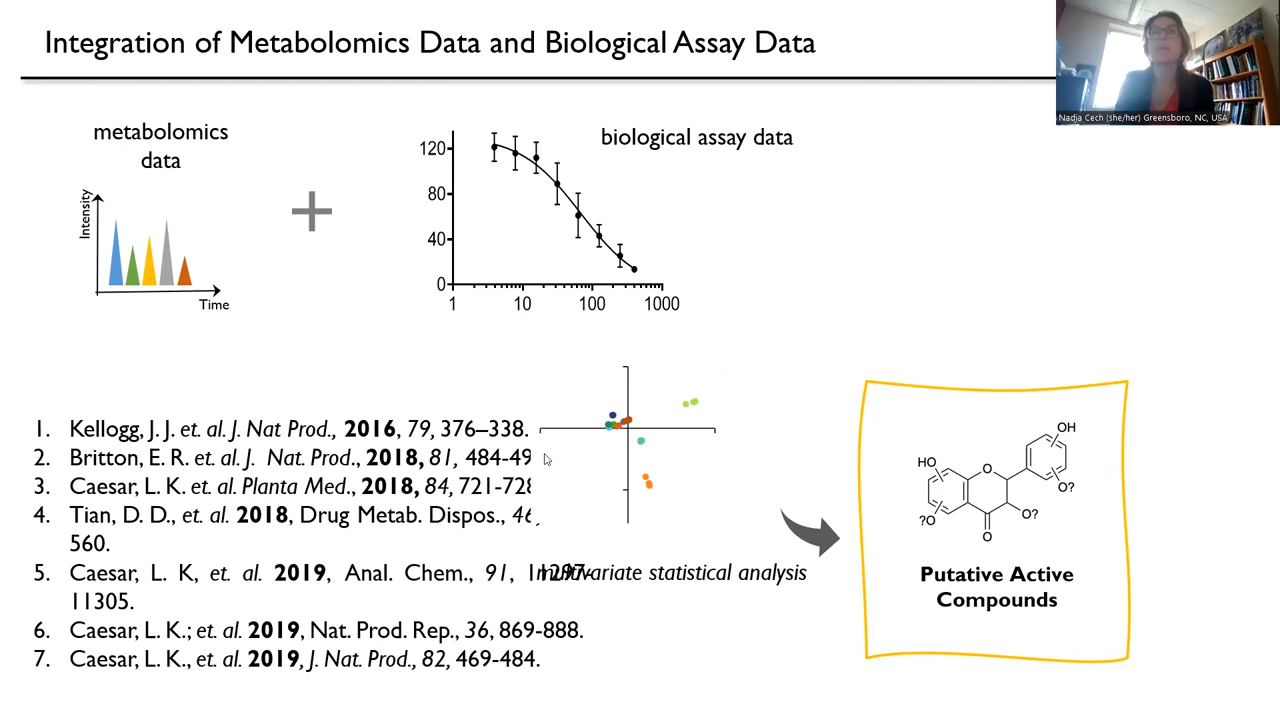 Integration of Metabolomics Data and Biological Assay Data
Nadja Cech (she/her) Greensboro, NC, USA
metabolomics
data
Intensity
Time
biological assay data
120
80
40
0
1 10 100 1000
1. Kellogg, J. J. et. al. J. Nat Prod., 2016, 79, 376–338.
2. Britton, E. R. et. al. J. Nat. Prod., 2018, 81, 484-49
3. Caesar, L. K. et. al. Planta Med., 2018, 84, 721-728
4. Tian, D. D., et. al. 2018, Drug Metab. Dispos.,
560.
5. Caesar, L. K, et. al. 2019, Anal. Chem., 91, 11297-
11305.
6. Caesar, L. K.; et. al. 2019, Nat. Prod. Rep., 36, 869-888.
7. Caesar, L. K., et. al. 2019, J. Nat. Prod., 82, 469-484.
multivariate statistical analysis
OH
HO
O
O?
?O
O?
O
Putative Active
Compounds